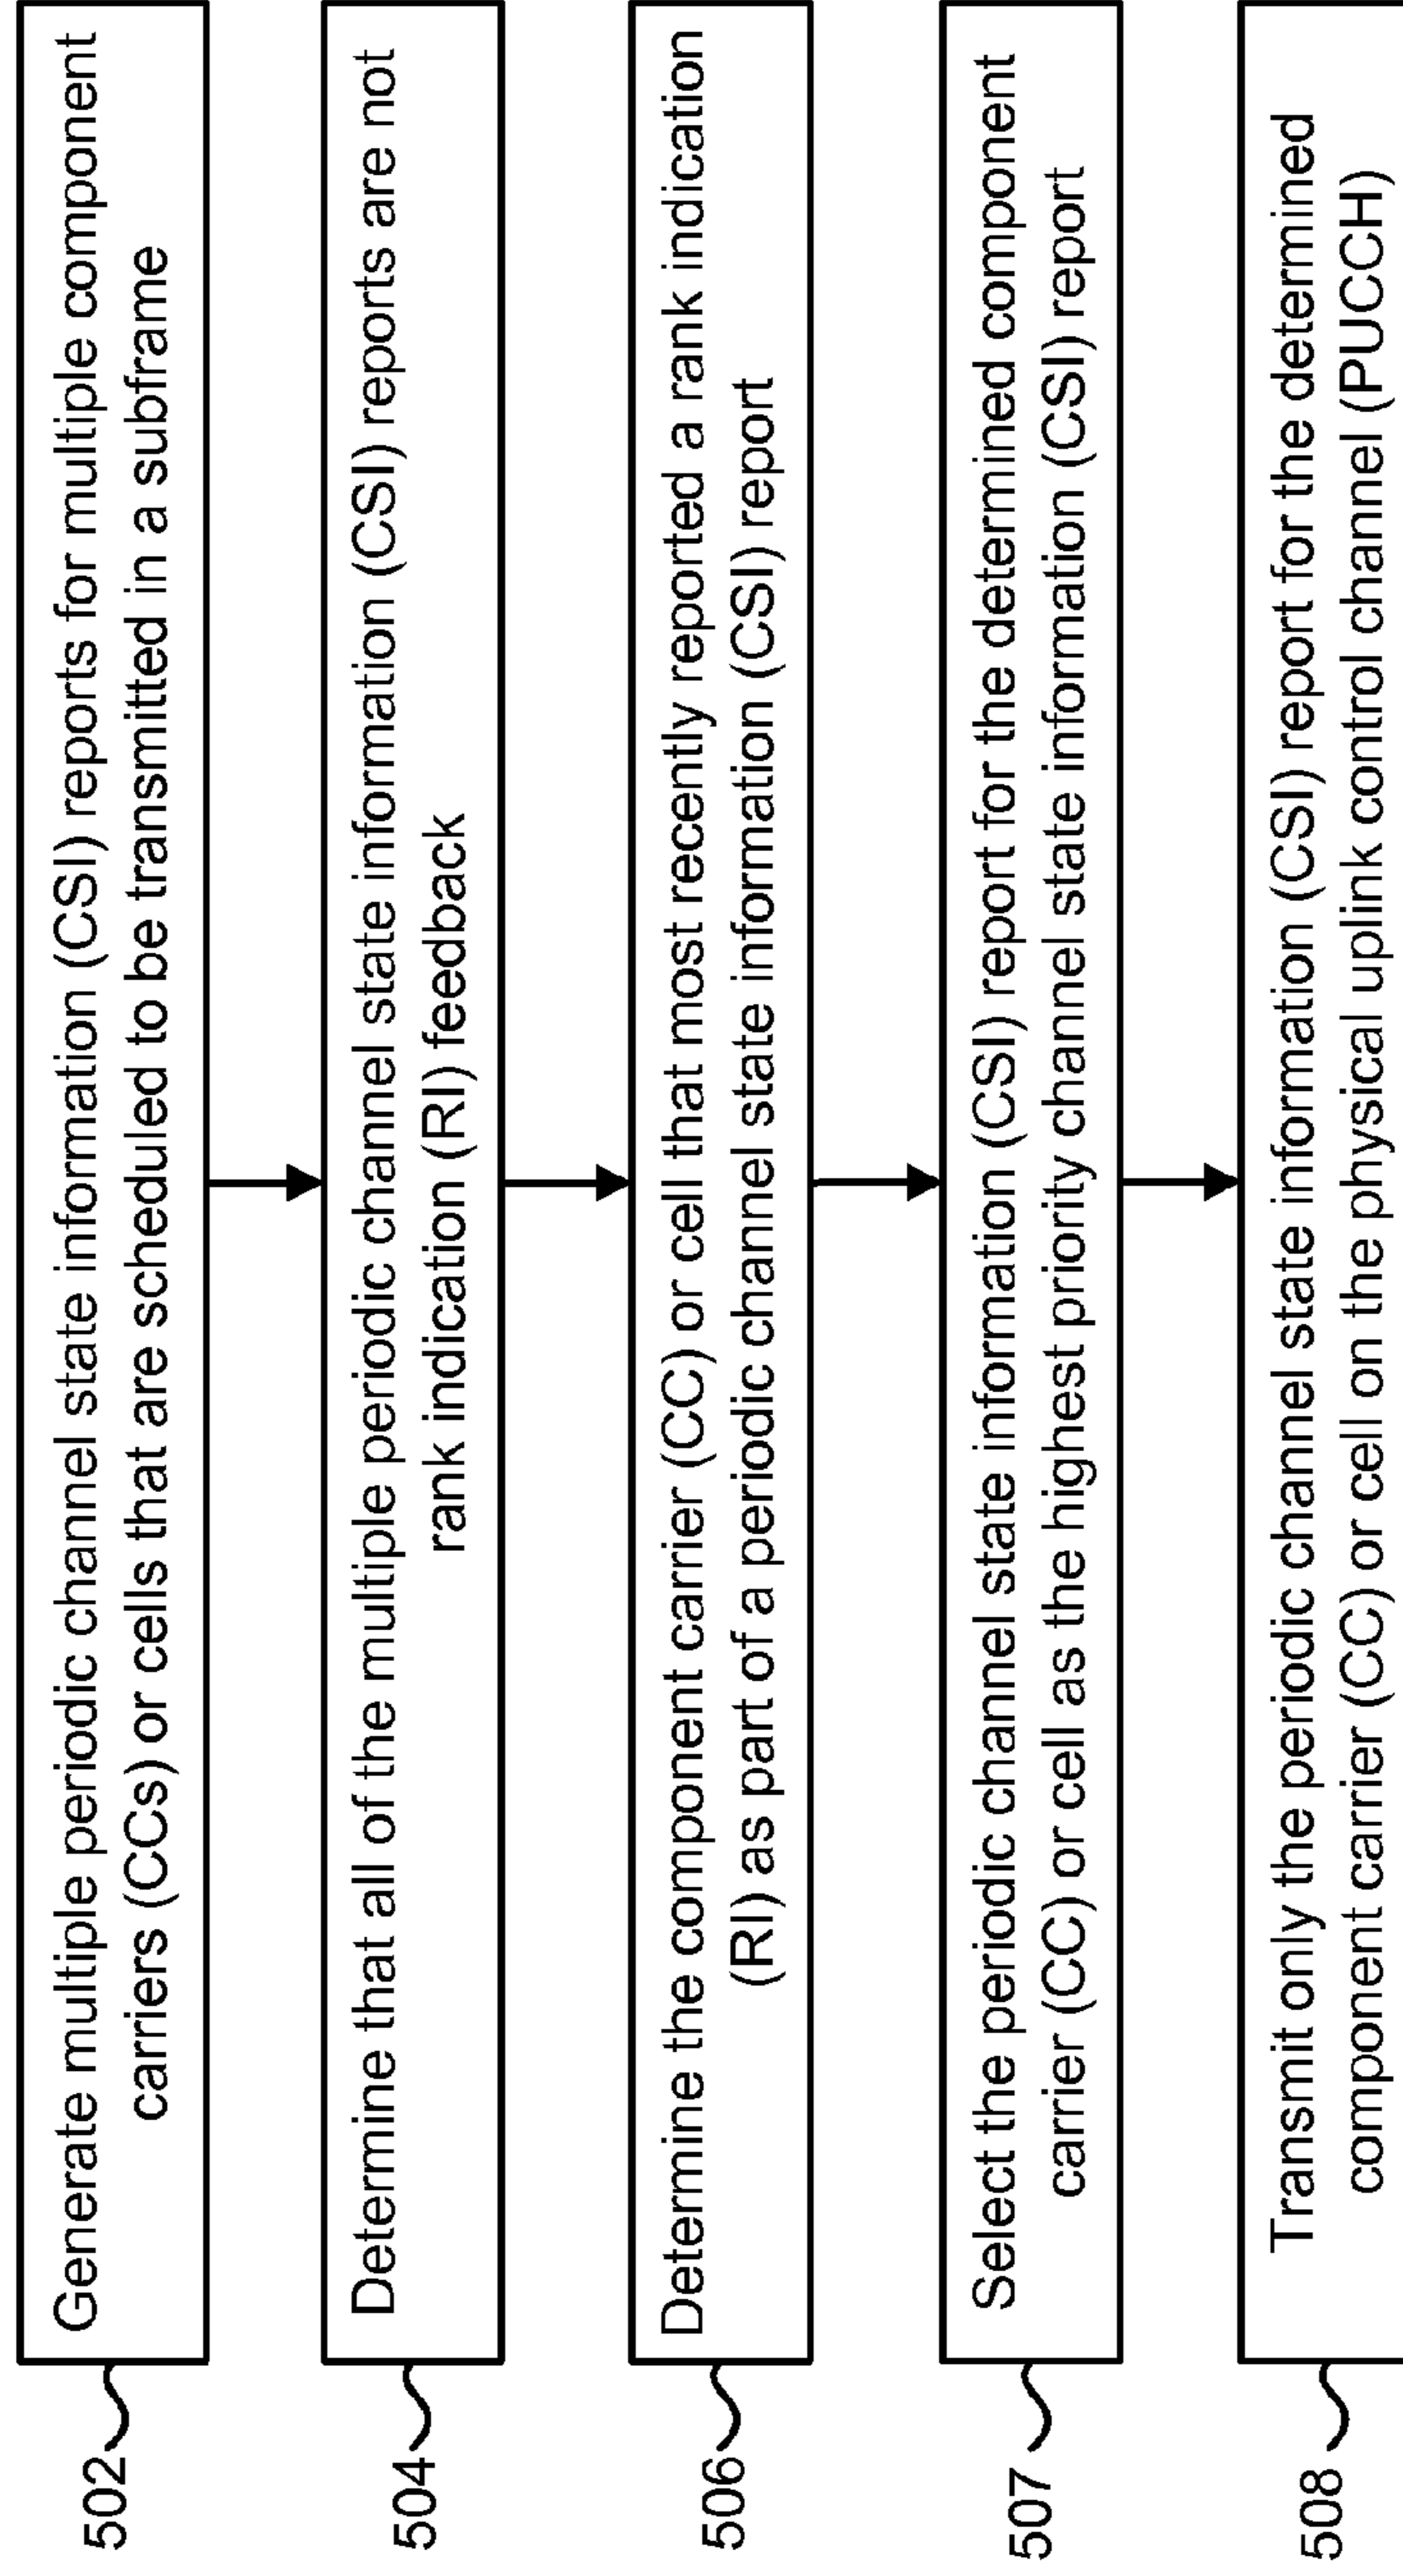 502
Generate multiple periodic channel state information (CSI) reports for multiple component
carriers (CCs) or cells that are scheduled to be transmitted in a subframe
504
Determine that all of the multiple periodic channel state information (CSI) reports are not
rank indication (RI) feedback
506
Determine the component carrier (CC) or cell that most recently reported a rank indication
(RI) as part of a periodic channel state information (CSI) report
507
Select the periodic channel state information (CSI) report for the determined component
carrier (CC) or cell as the highest priority channel state information (CSI) report
508
Transmit only the periodic channel state information (CSI) report for the determined
component carrier (CC) or cell on the physical uplink control channel (PUCCH)